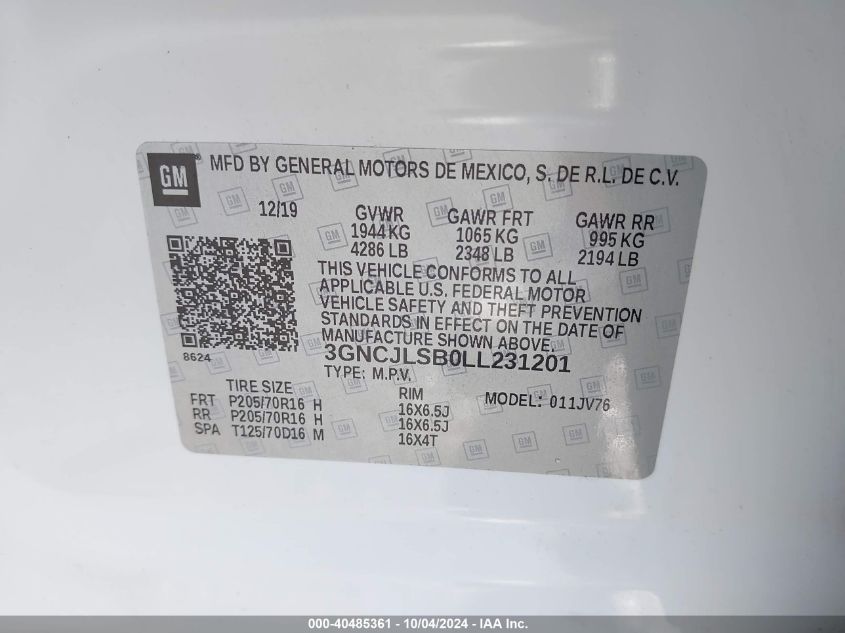 GM ® MFD BY GENERAL MOTORS DE MEXICO, S. DE R.L. DE C.V.
12/19 GVWR GAWR FRT GAWR RR
1944 KG 1065 KG 995 KG
4286 LB 2348 LB 2194 LB
THIS VEHICLE CONFORMS TO ALL
APPLICABLE U.S. FEDERAL MOTOR
VEHICLE SAFETY AND THEFT PREVENTION
STANDARDS IN EFFECT ON THE DATE OF
MANUFACTURE SHOWN ABOVE.
8624 3GNCJLSB0LL231201
TYPE: M.P.V.
TIRE SIZE RIM MODEL: 011JV76
FRT P205/70R16 H 16X6.5J
RR P205/70R16 H 16X6.5J
SPA T125/70D16 M 16X4T
000-40485361 - 10/04/2024 - IAA Inc.